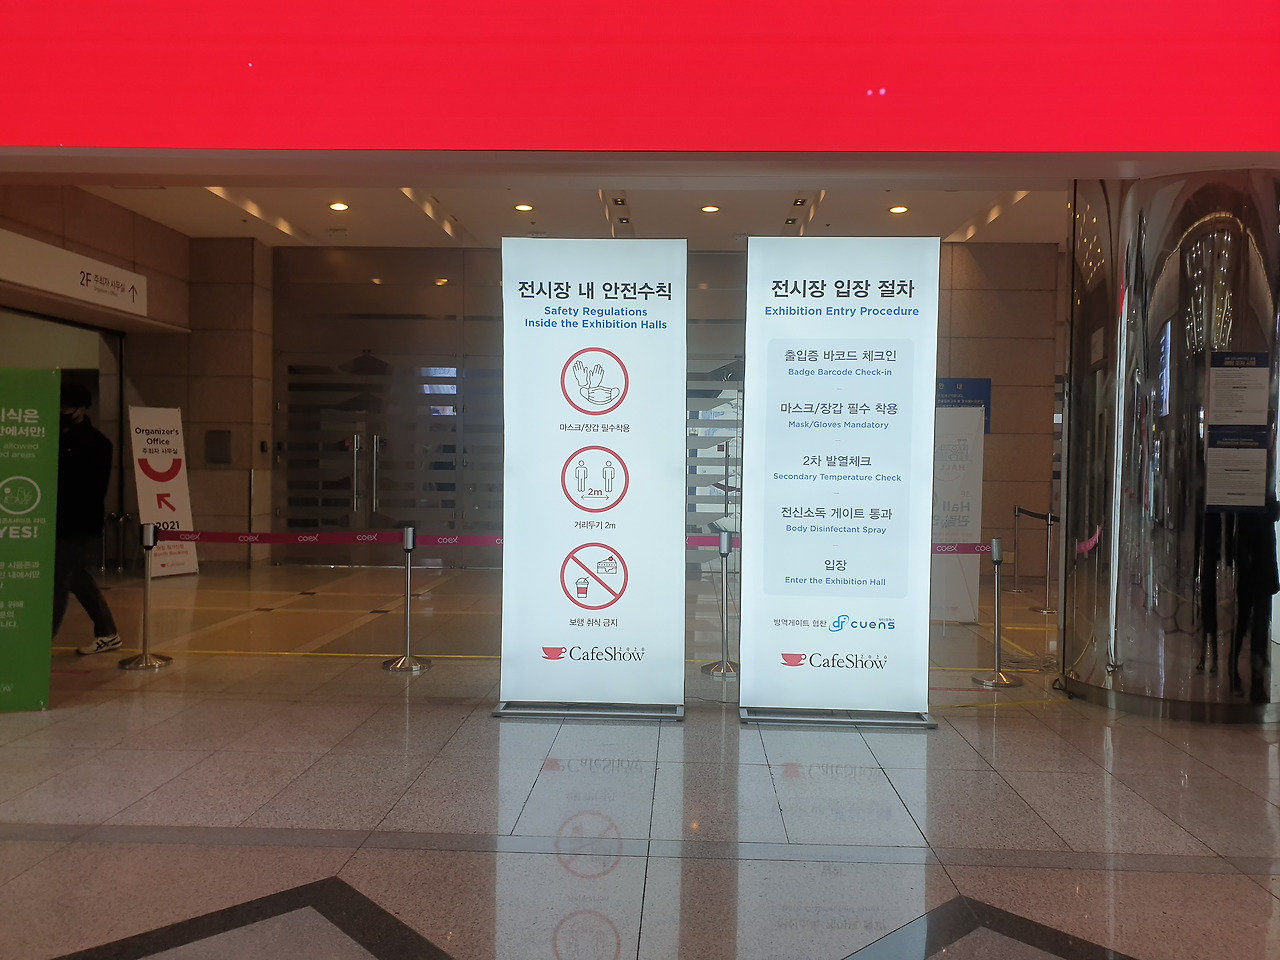 2F 주최자 사무실
Organizer's Office
주최자 사무실
2021
YES!
coex
coex
coex
coex
coex
coex
전시장 내 안전수칙
Safety Regulations
Inside the Exhibition Halls
마스크/장갑 필수착용
2m
거리두기 2m
보행 취식 금지
CafeShow
2020
전시장 입장 절차
Exhibition Entry Procedure
출입증 바코드 체크인
Badge Barcode Check-in
마스크/장갑 필수 착용
Mask/Gloves Mandatory
2차 발열체크
Secondary Temperature Check
전신소독 게이트 통과
Body Disinfectant Spray
입장
Enter the Exhibition Hall
방역게이트 협찬 cuens
CafeShow
2020
안 내